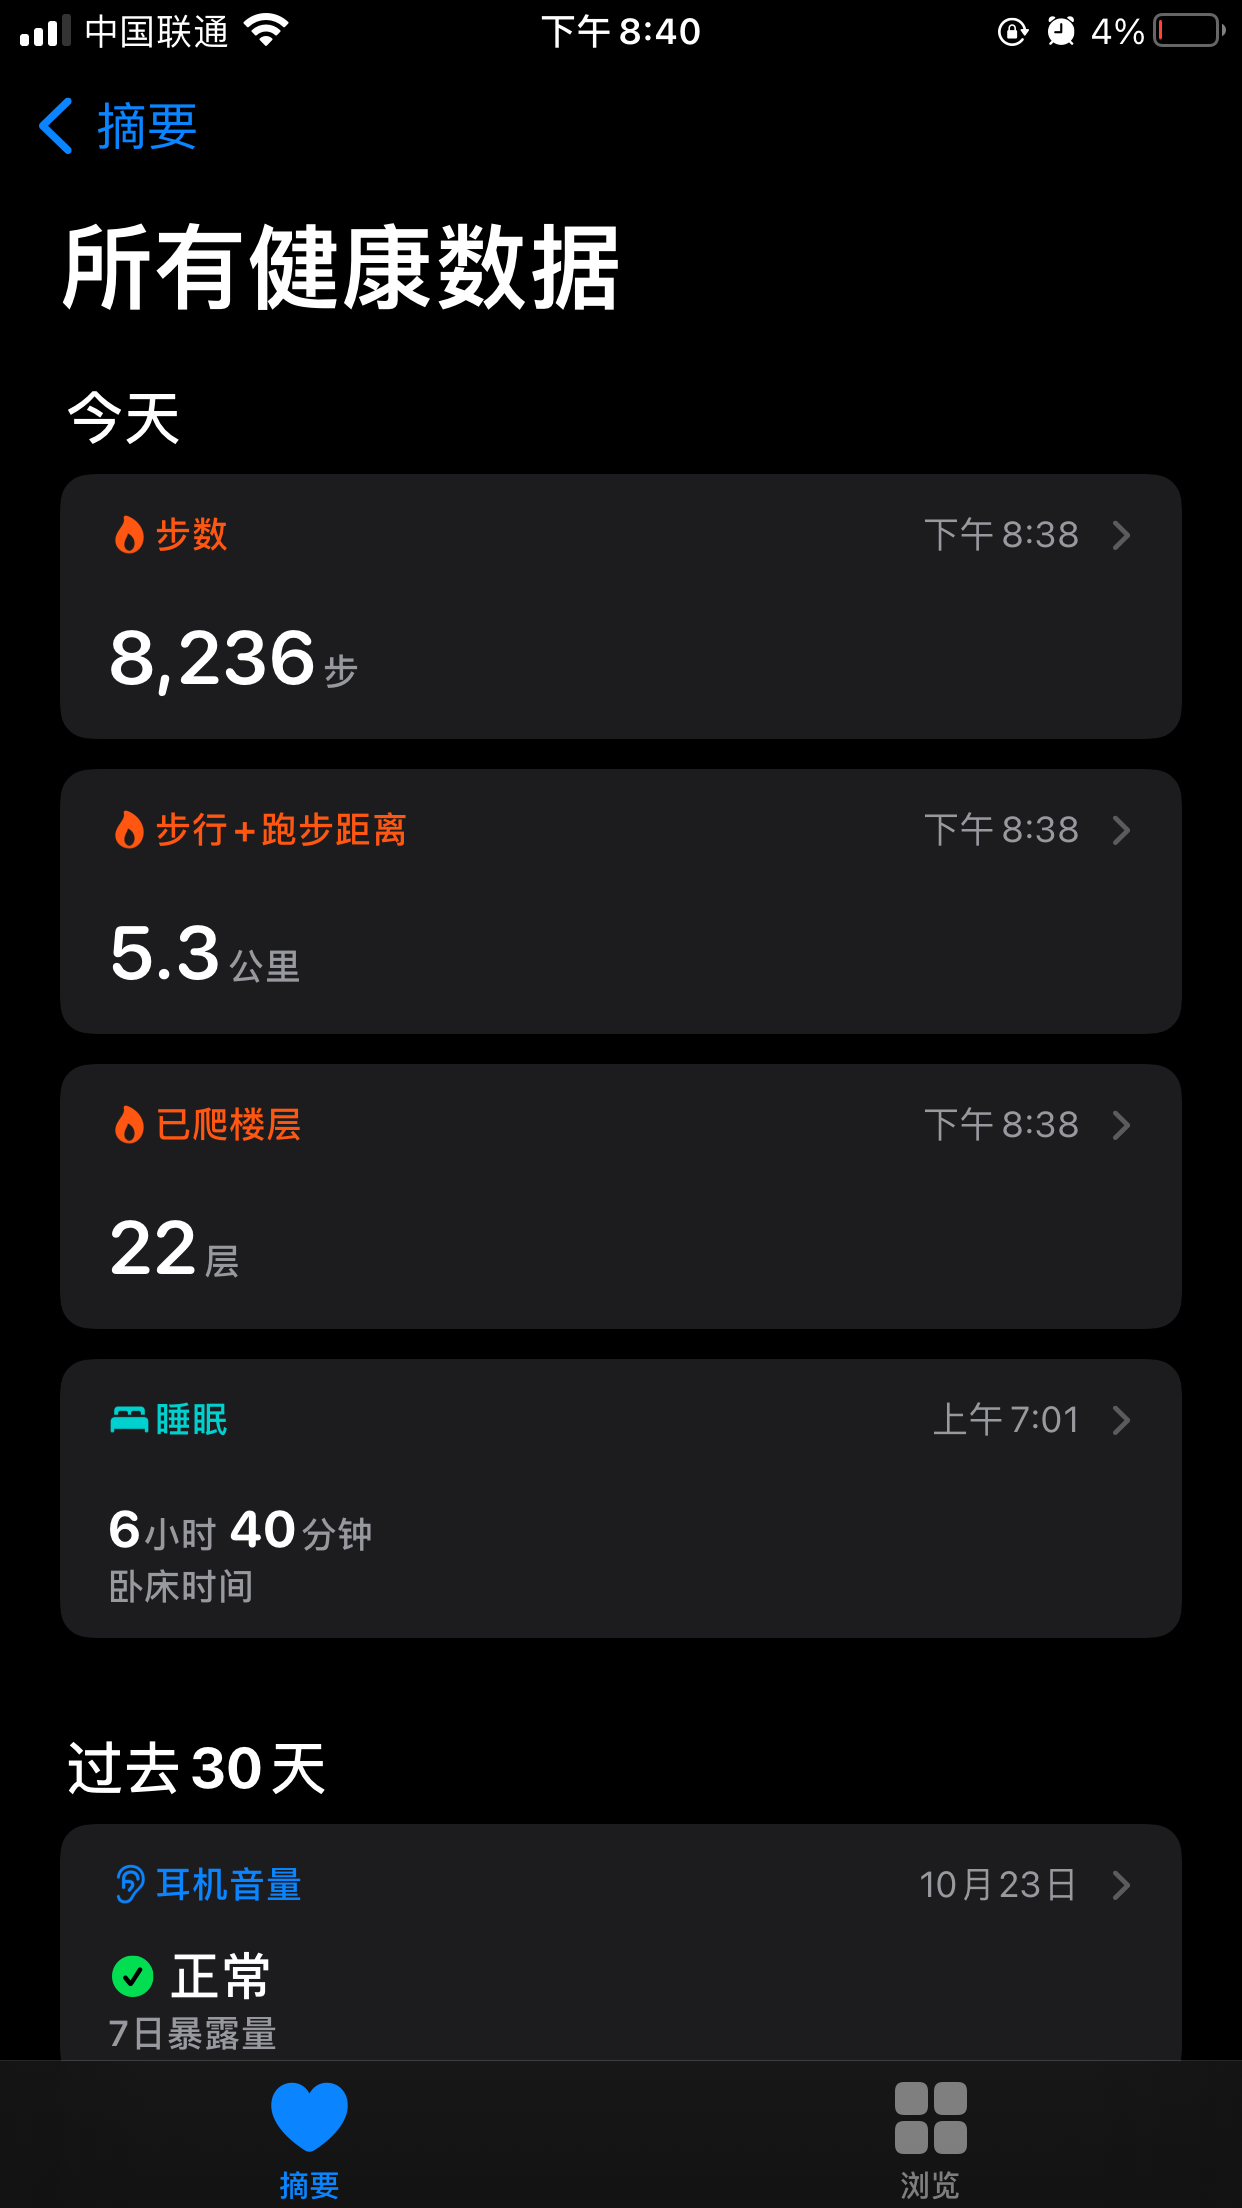 中国联通 下午 8:40 4%
摘要
所有健康数据
今天
步数 下午 8:38
8,236 步
步行+跑步距离 下午 8:38
5.3 公里
已爬楼层 下午 8:38
22 层
睡眠 上午 7:01
6小时 40分钟
卧床时间
过去 30 天
耳机音量 10月23日
正常
7日暴露量
摘要 浏览